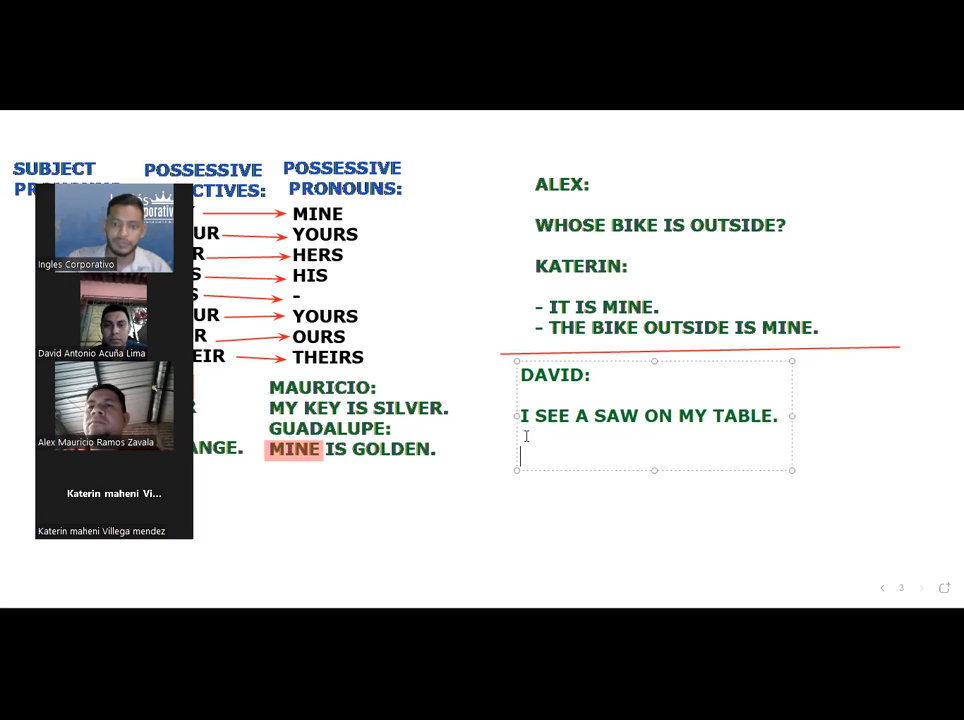 SUBJECT
POSSESSIVE
CTIVES:
POSSESSIVE
PRONOUNS:
MINE
UR YOURS
R HERS
S HIS
S -
UR YOURS
R OURS
EIR THEIRS
ANGE.
MAURICIO:
MY KEY IS SILVER.
GUADALUPE:
MINE IS GOLDEN.
Ingles Corporativo
David Antonio Acuña Lima
Alex Mauricio Ramos Zavala
Katerin maheni Vi...
Katerin maheni Villega mendez
ALEX:
WHOSE BIKE IS OUTSIDE?
KATERIN:
- IT IS MINE.
- THE BIKE OUTSIDE IS MINE.
DAVID:
I SEE A SAW ON MY TABLE.
3